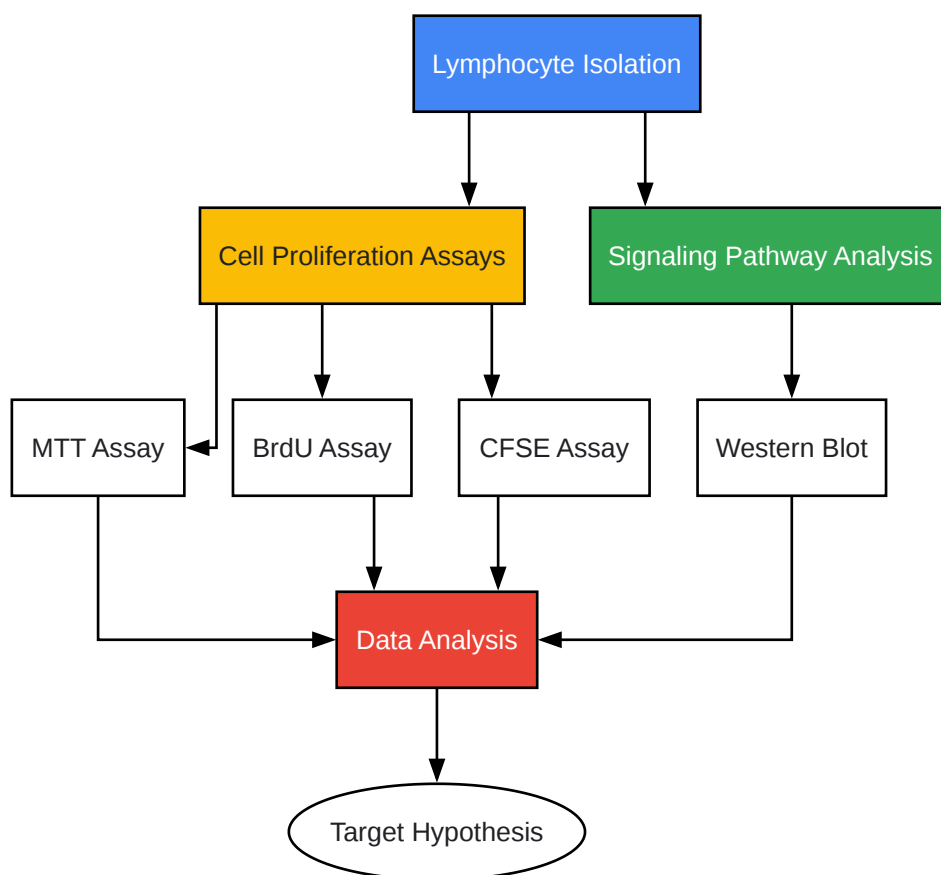 Lymphocyte Isolation
Cell Proliferation Assays
Signaling Pathway Analysis
MTT Assay
BrdU Assay
CFSE Assay
Western Blot
Data Analysis
Target Hypothesis